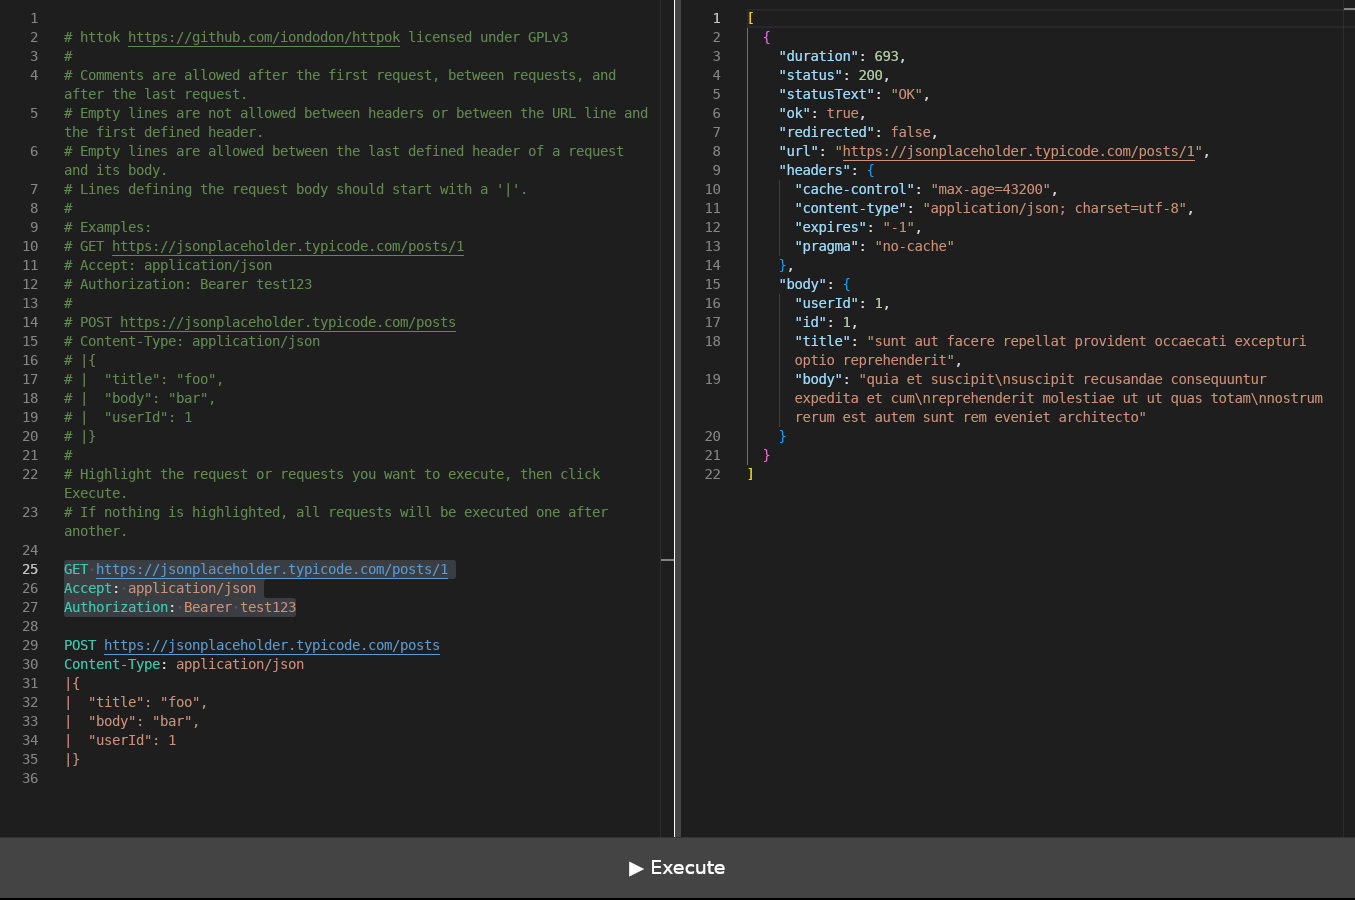 1
2 # httok https://github.com/iondodon/httpok licensed under GPLv3
3 #
4 # Comments are allowed after the first request, between requests, and
after the last request.
5 # Empty lines are not allowed between headers or between the URL line and
the first defined header.
6 # Empty lines are allowed between the last defined header of a request
and its body.
7 # Lines defining the request body should start with a '|'.
8 #
9 # Examples:
10 # GET https://jsonplaceholder.typicode.com/posts/1
11 # Accept: application/json
12 # Authorization: Bearer test123
13 #
14 # POST https://jsonplaceholder.typicode.com/posts
15 # Content-Type: application/json
16 # |{
17 # |  "title": "foo",
18 # |  "body": "bar",
19 # |  "userId": 1
20 # |}
21 #
22 # Highlight the request or requests you want to execute, then click
Execute.
23 # If nothing is highlighted, all requests will be executed one after
another.
24
25 GET https://jsonplaceholder.typicode.com/posts/1
26 Accept: application/json
27 Authorization: Bearer test123
28
29 POST https://jsonplaceholder.typicode.com/posts
30 Content-Type: application/json
31 |{
32 |  "title": "foo",
33 |  "body": "bar",
34 |  "userId": 1
35 |}
36
1 [
2   {
3     "duration": 693,
4     "status": 200,
5     "statusText": "OK",
6     "ok": true,
7     "redirected": false,
8     "url": "https://jsonplaceholder.typicode.com/posts/1",
9     "headers": {
10       "cache-control": "max-age=43200",
11       "content-type": "application/json; charset=utf-8",
12       "expires": "-1",
13       "pragma": "no-cache"
14     },
15     "body": {
16       "userId": 1,
17       "id": 1,
18       "title": "sunt aut facere repellat provident occaecati excepturi
optio reprehenderit",
19       "body": "quia et suscipit\nsuscipit recusandae consequuntur
expedita et cum\nreprehenderit molestiae ut ut quas totam\nnostrum
rerum est autem sunt rem eveniet architecto"
20     }
21   }
22 ]
▶ Execute